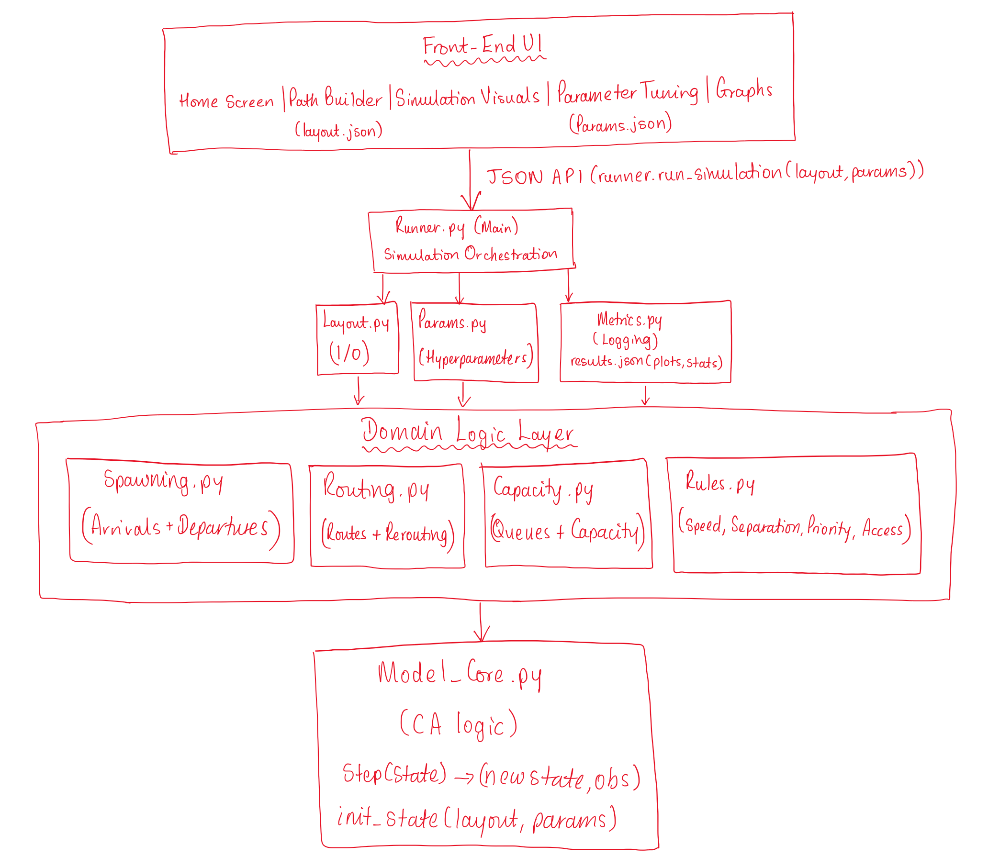 Front-End UI
Home Screen | Path Builder | Simulation Visuals | Parameter Tuning | Graphs
(layout.json)
(Params.json)
JSON API (runner.run_simulation(layout, params))
Runner.py (Main)
Simulation Orchestration
Layout.py
(I/O)
Params.py
(Hyperparameters)
Metrics.py
(Logging)
results.json(plots, stats)
Domain Logic Layer
Spawning.py
(Arrivals + Departures)
Routing.py
(Routes + Rerouting)
Capacity.py
(Queues + Capacity)
Rules.py
(Speed, Separation, Priority, Access)
Model_Core.py
(CA logic)
Step(state) → (new state, obs)
init_state(layout, params)